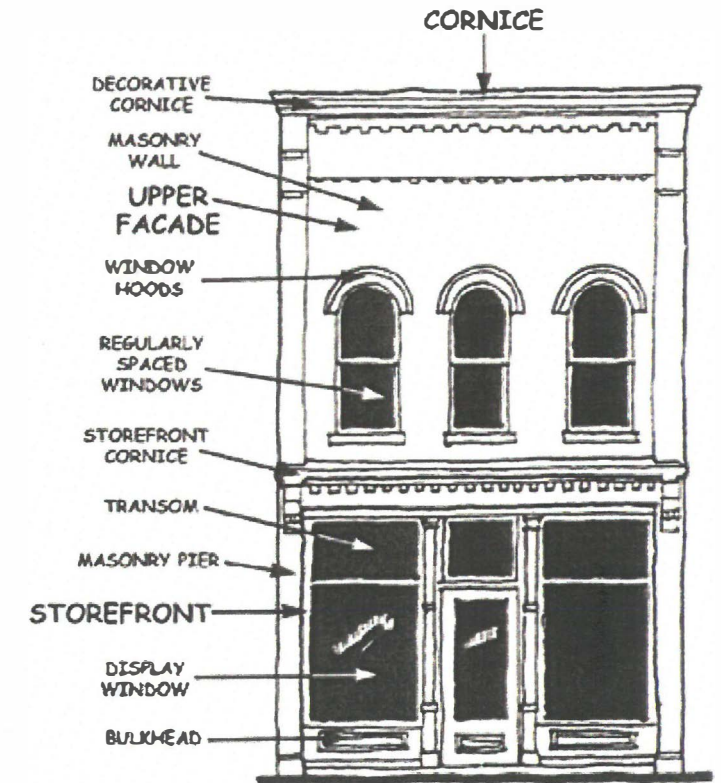 CORNICE
DECORATIVE
CORNICE
MASONRY
WALL
UPPER
FACADE
WINDOW
HOODS
REGULARLY
SPACED
WINDOWS
STOREFRONT
CORNICE
TRANSOM
MASONRY PIER
STOREFRONT
DISPLAY
WINDOW
BULKHEAD